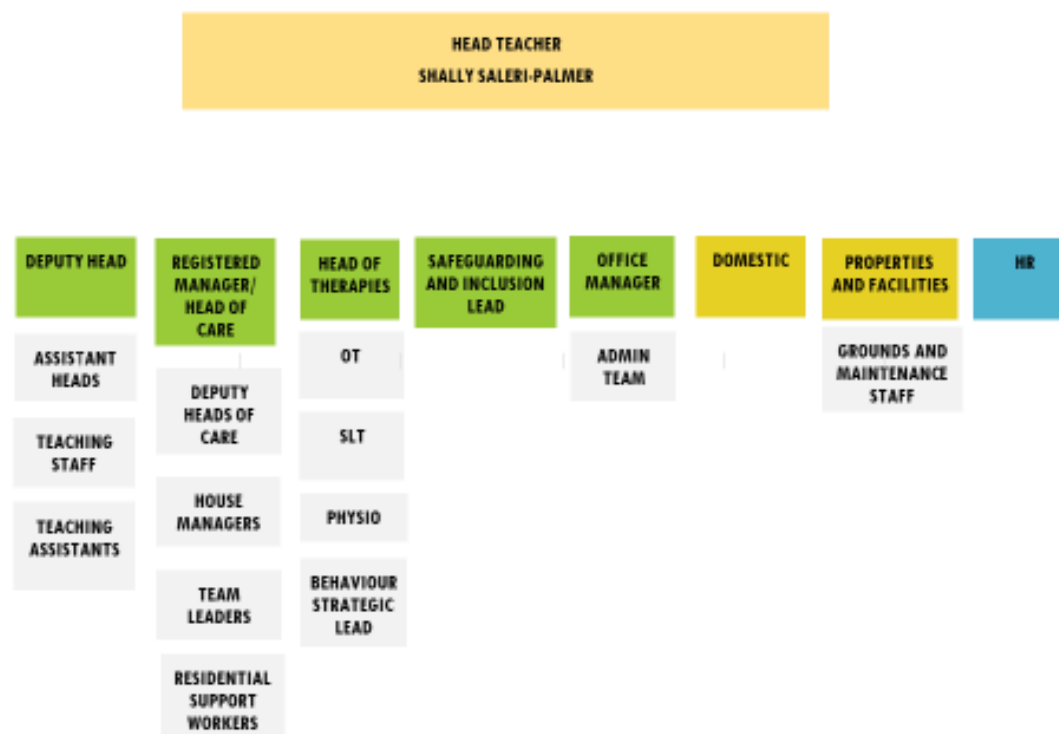 HEAD TEACHER
SHALLY SALERI-PALMER
DEPUTY HEAD
ASSISTANT
HEADS
TEACHING
STAFF
TEACHING
ASSISTANTS
REGISTERED
MANAGER/
HEAD OF
CARE
DEPUTY
HEADS OF
CARE
HOUSE
MANAGERS
TEAM
LEADERS
RESIDENTIAL
SUPPORT
WORKERS
HEAD OF
THERAPIES
OT
SLT
PHYSIO
BEHAVIOUR
STRATEGIC
LEAD
SAFEGUARDING
AND INCLUSION
LEAD
OFFICE
MANAGER
ADMIN
TEAM
DOMESTIC
PROPERTIES
AND FACILITIES
GROUNDS AND
MAINTENANCE
STAFF
HR